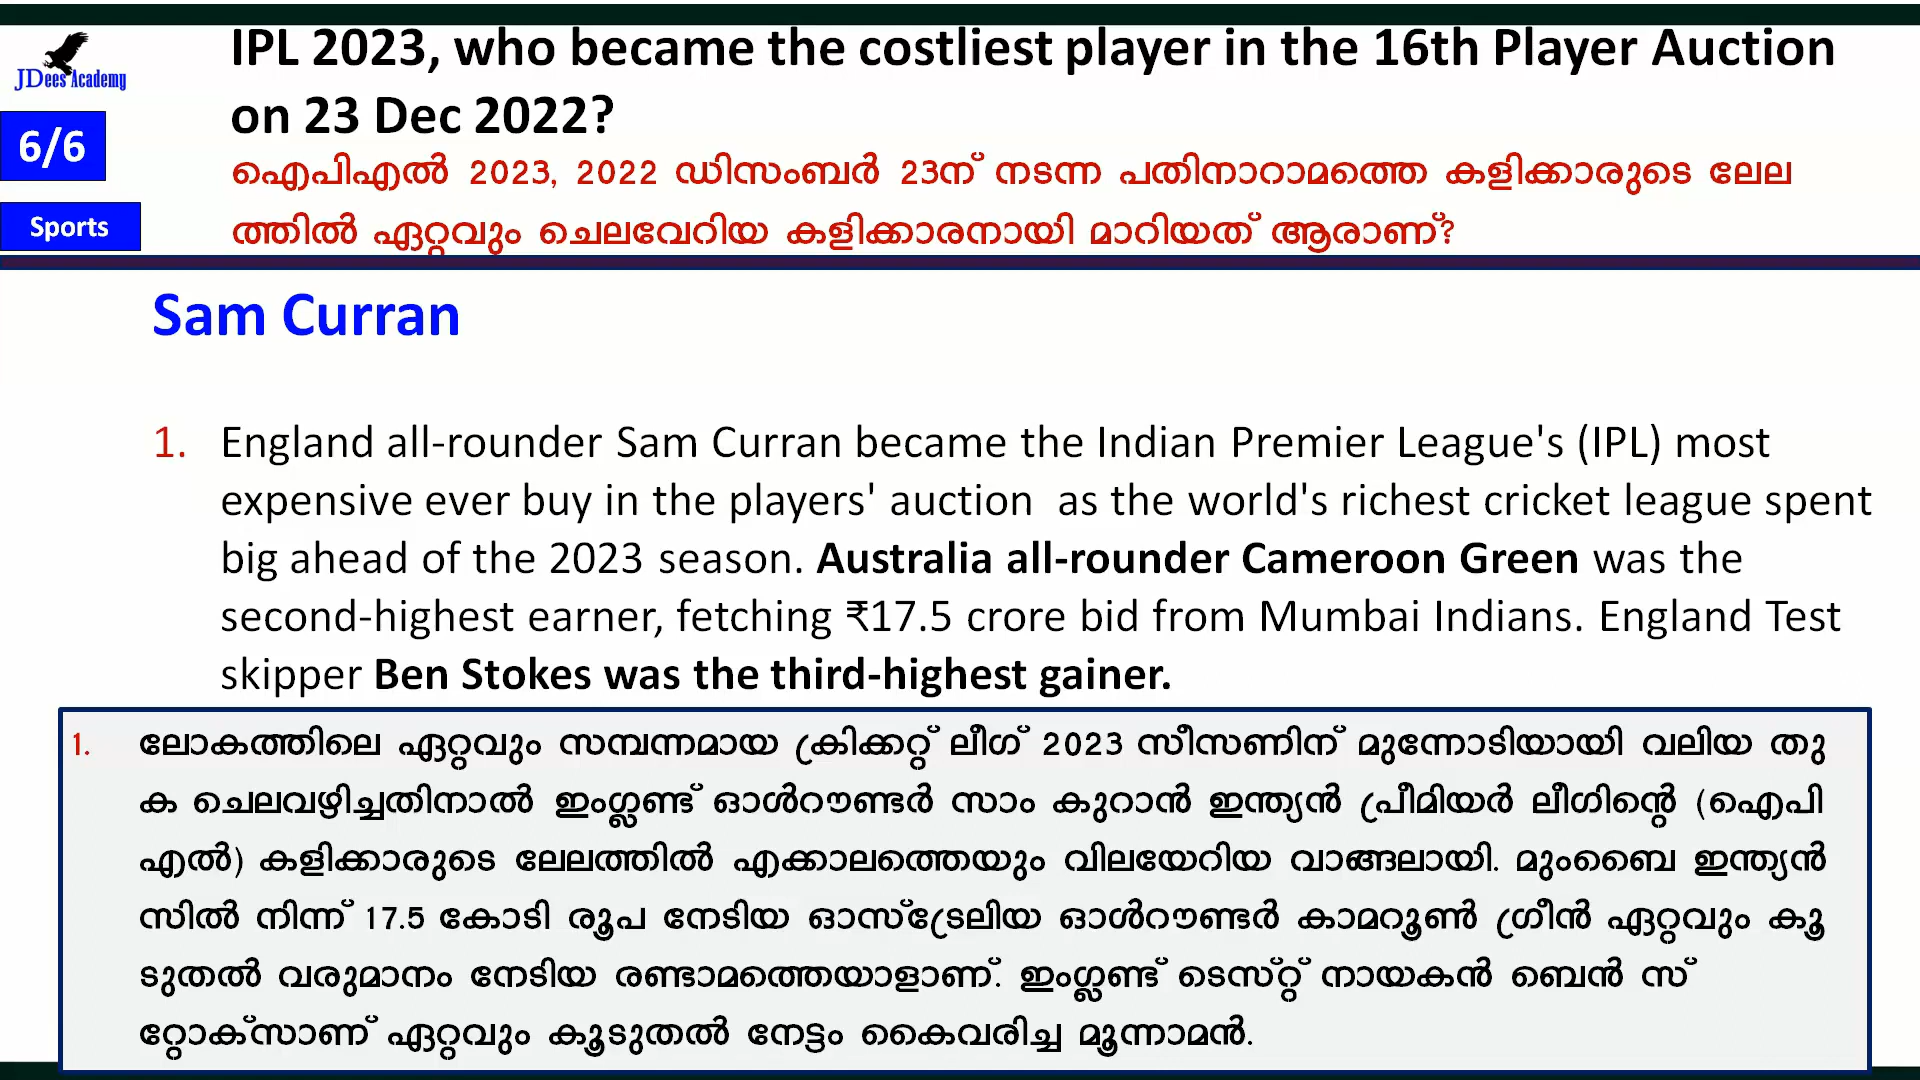 IPL 2023, who became the costliest player in the 16th Player Auction
on 23 Dec 2022?
JDees Academy
6/6
ഐപിഎൽ 2023, 2022 ഡിസംബർ 23ന് നടന്ന പതിനാറാമത്തെ കളിക്കാരുടെ ലേല
ത്തിൽ ഏറ്റവും ചെലവേറിയ കളിക്കാരനായി മാറിയത് ആരാണ്?
Sports
Sam Curran
1. England all-rounder Sam Curran became the Indian Premier League's (IPL) most
expensive ever buy in the players' auction as the world's richest cricket league spent
big ahead of the 2023 season. Australia all-rounder Cameroon Green was the
second-highest earner, fetching ₹17.5 crore bid from Mumbai Indians. England Test
skipper Ben Stokes was the third-highest gainer.
1. ലോകത്തിലെ ഏറ്റവും സമ്പന്നമായ ക്രിക്കറ്റ് ലീഗ് 2023 സീസണിന് മുന്നോടിയായി വലിയ തു
ക ചെലവഴിച്ചതിനാൽ ഇംഗ്ലണ്ട് ഓൾറൗണ്ടർ സാം കുറാൻ ഇന്ത്യൻ പ്രീമിയർ ലീഗിന്റെ (ഐപി
എൽ) കളിക്കാരുടെ ലേലത്തിൽ എക്കാലത്തെയും വിലയേറിയ വാങ്ങലായി. മുംബൈ ഇന്ത്യൻ
സിൽ നിന്ന് 17.5 കോടി രൂപ നേടിയ ഓസ്ട്രേലിയ ഓൾറൗണ്ടർ കാമറൂൺ ഗ്രീൻ ഏറ്റവും കൂ
ടുതൽ വരുമാനം നേടിയ രണ്ടാമത്തെയാളാണ്. ഇംഗ്ലണ്ട് ടെസ്റ്റ് നായകൻ ബെൻ സ്
റ്റോക്സാണ് ഏറ്റവും കൂടുതൽ നേട്ടം കൈവരിച്ച മൂന്നാമൻ.